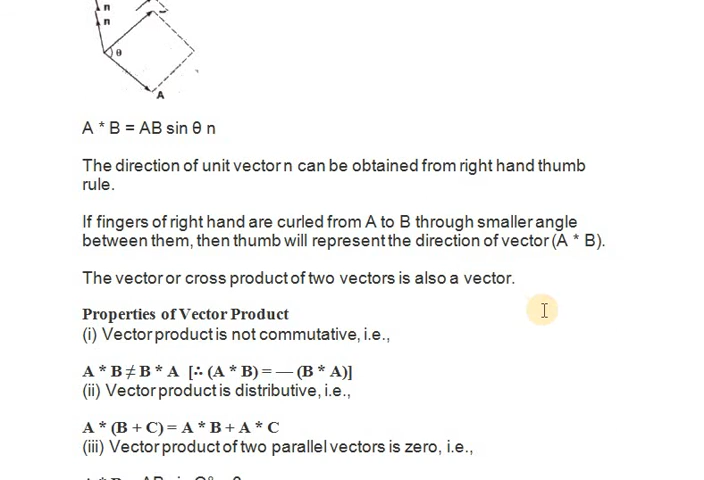 n
n
θ
A
A * B = AB sin θ n
The direction of unit vector n can be obtained from right hand thumb
rule.
If fingers of right hand are curled from A to B through smaller angle
between them, then thumb will represent the direction of vector (A * B).
The vector or cross product of two vectors is also a vector.
Properties of Vector Product
(i) Vector product is not commutative, i.e.,
A * B ≠ B * A [∴ (A * B) = — (B * A)]
(ii) Vector product is distributive, i.e.,
A * (B + C) = A * B + A * C
(iii) Vector product of two parallel vectors is zero, i.e.,